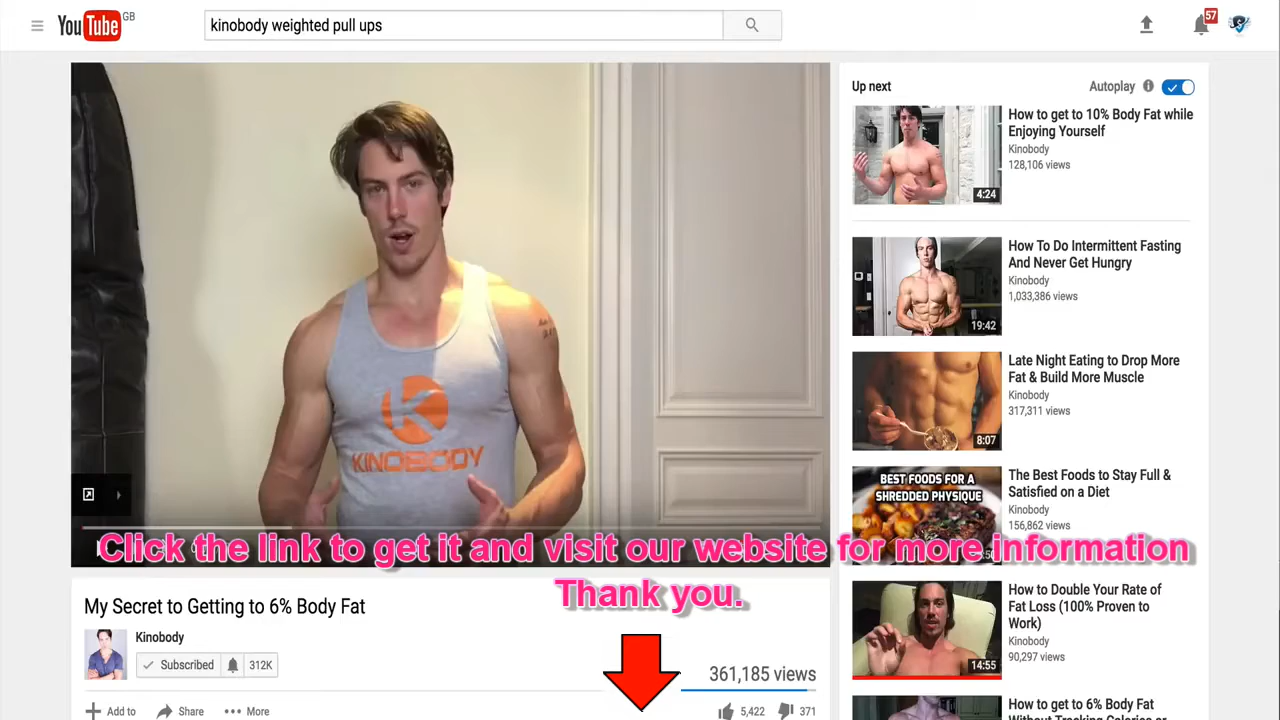 YouTube GB
kinobody weighted pull ups
57
Up next
Autoplay
How to get to 10% Body Fat while
Enjoying Yourself
Kinobody
128,106 views
4:24
How To Do Intermittent Fasting
And Never Get Hungry
Kinobody
1,033,386 views
19:42
Late Night Eating to Drop More
Fat & Build More Muscle
Kinobody
317,311 views
8:07
BEST FOODS FOR A
SHREDDED PHYSIQUE
The Best Foods to Stay Full &
Satisfied on a Diet
Kinobody
156,862 views
K
KINOBODY
Click the link to get it and visit our website for more information
Thank you.
How to Double Your Rate of
Fat Loss (100% Proven to
Work)
Kinobody
90,297 views
14:55
How to get to 6% Body Fat
Without Tracking Calories or
My Secret to Getting to 6% Body Fat
Kinobody
Subscribed
312K
361,185 views
Add to
Share
More
5,422
371